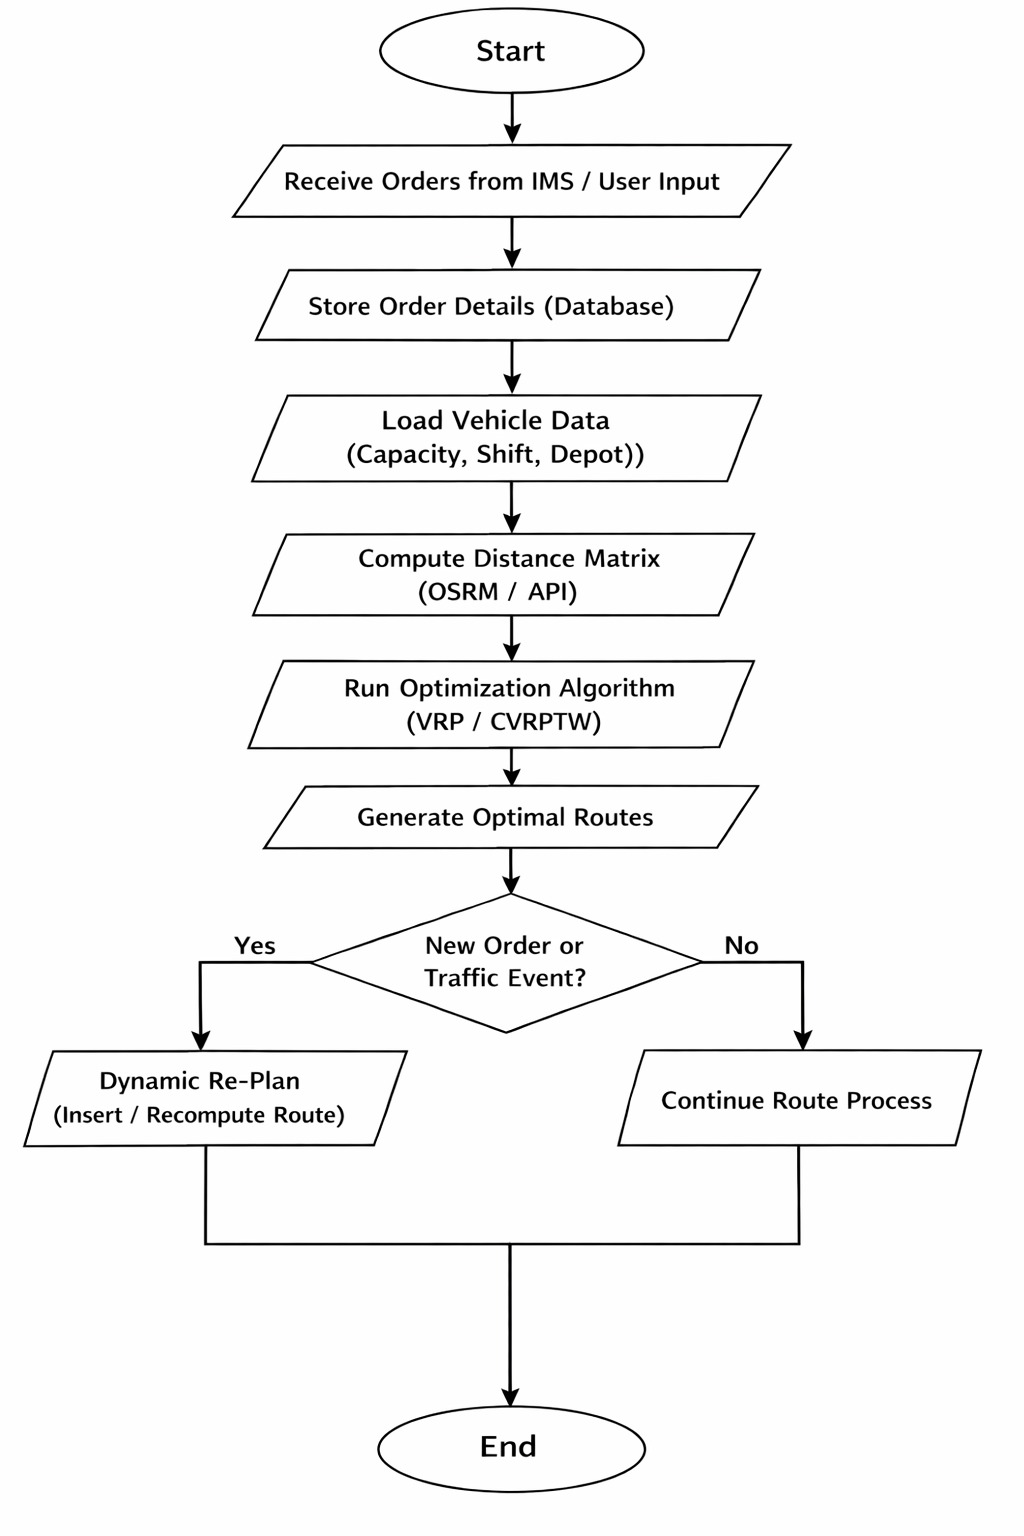 Start
Receive Orders from IMS / User Input
Store Order Details (Database)
Load Vehicle Data
(Capacity, Shift, Depot))
Compute Distance Matrix
(OSRM / API)
Run Optimization Algorithm
(VRP / CVRPTW)
Generate Optimal Routes
New Order or
Traffic Event?
Yes
No
Dynamic Re-Plan
(Insert / Recompute Route)
Continue Route Process
End